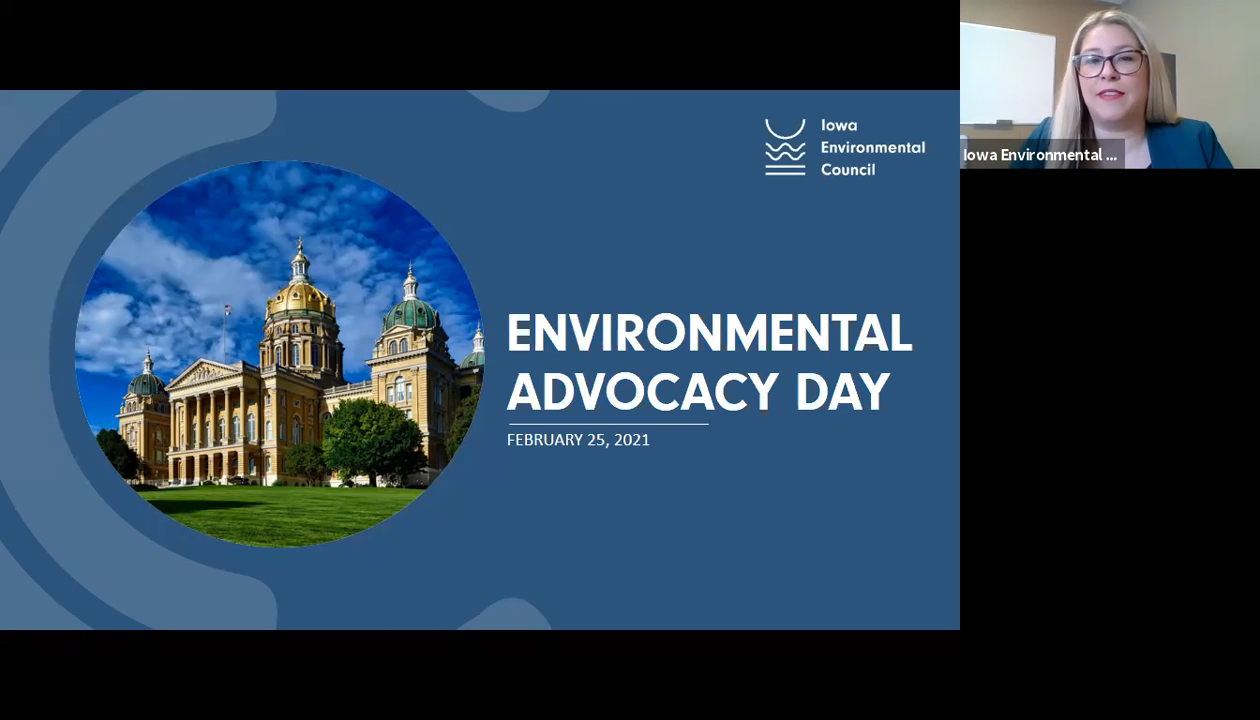 Iowa
Environmental
Council
Iowa Environmental ...
ENVIRONMENTAL
ADVOCACY DAY
FEBRUARY 25, 2021